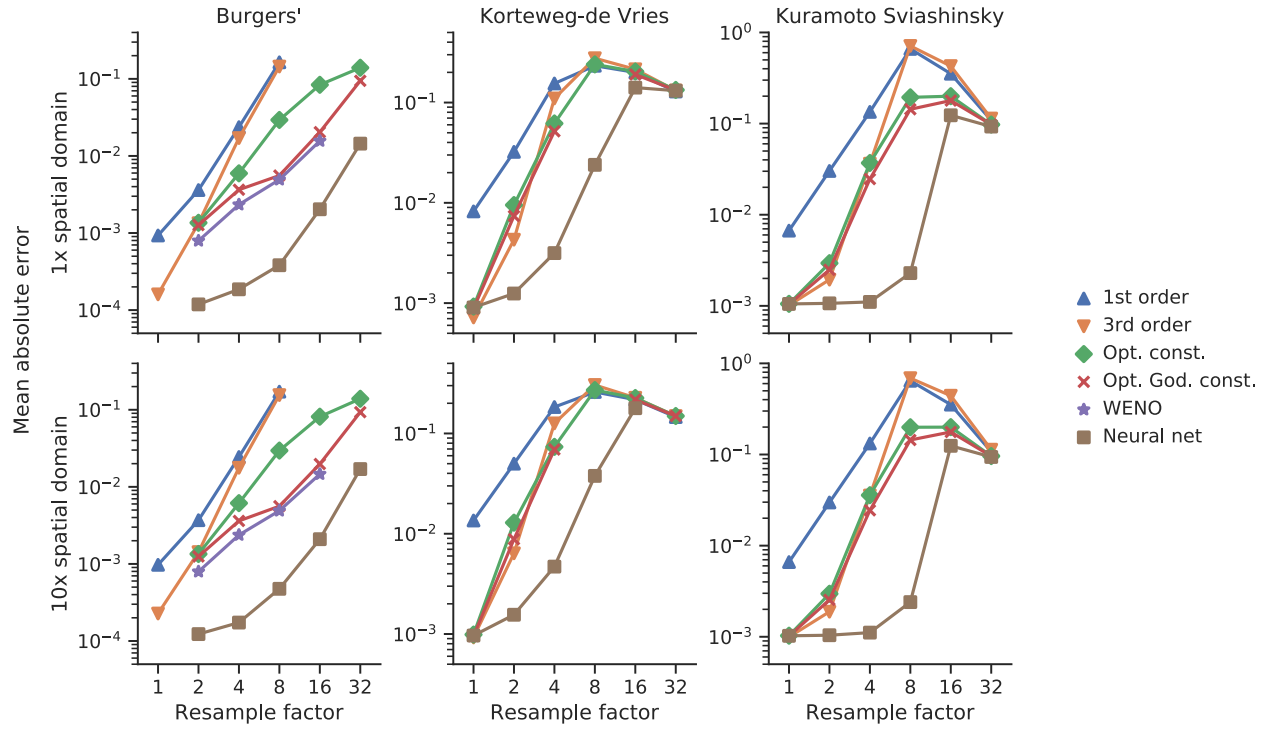 Burgers'
Korteweg-de Vries
Kuramoto Sviashinsky
Mean absolute error
1x spatial domain
10⁻¹
10⁻²
10⁻³
10⁻⁴
10⁻¹
10⁻²
10⁻³
10⁰
10⁻¹
10⁻²
10⁻³
1st order
3rd order
Opt. const.
Opt. God. const.
WENO
Neural net
10x spatial domain
10⁻¹
10⁻²
10⁻³
10⁻⁴
10⁻¹
10⁻²
10⁻³
10⁰
10⁻¹
10⁻²
10⁻³
1 2 4 8 16 32
1 2 4 8 16 32
1 2 4 8 16 32
Resample factor
Resample factor
Resample factor